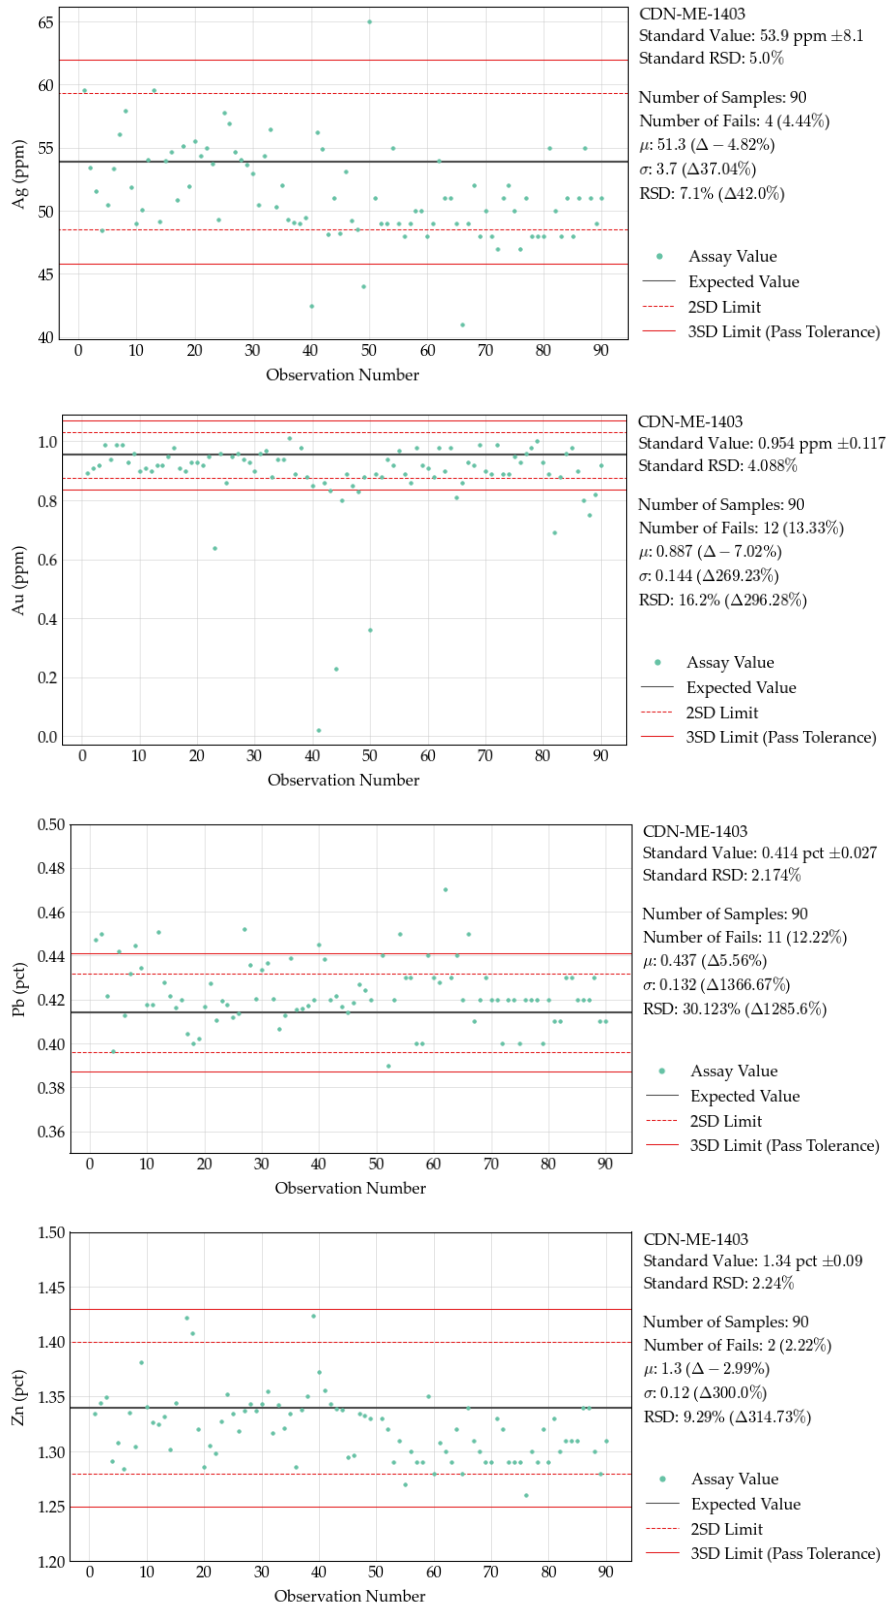 65
60
55
50
45
40
Ag (ppm)
0 10 20 30 40 50 60 70 80 90
Observation Number
CDN-ME-1403
Standard Value: 53.9 ppm ±8.1
Standard RSD: 5.0%
Number of Samples: 90
Number of Fails: 4 (4.44%)
μ: 51.3 (Δ − 4.82%)
σ: 3.7 (Δ37.04%)
RSD: 7.1% (Δ42.0%)
Assay Value
Expected Value
2SD Limit
3SD Limit (Pass Tolerance)
1.0
0.8
0.6
0.4
0.2
0.0
Au (ppm)
0 10 20 30 40 50 60 70 80 90
Observation Number
CDN-ME-1403
Standard Value: 0.954 ppm ±0.117
Standard RSD: 4.088%
Number of Samples: 90
Number of Fails: 12 (13.33%)
μ: 0.887 (Δ − 7.02%)
σ: 0.144 (Δ269.23%)
RSD: 16.2% (Δ296.28%)
Assay Value
Expected Value
2SD Limit
3SD Limit (Pass Tolerance)
0.50
0.48
0.46
0.44
0.42
0.40
0.38
0.36
Pb (pct)
0 10 20 30 40 50 60 70 80 90
Observation Number
CDN-ME-1403
Standard Value: 0.414 pct ±0.027
Standard RSD: 2.174%
Number of Samples: 90
Number of Fails: 11 (12.22%)
μ: 0.437 (Δ5.56%)
σ: 0.132 (Δ1366.67%)
RSD: 30.123% (Δ1285.6%)
Assay Value
Expected Value
2SD Limit
3SD Limit (Pass Tolerance)
1.50
1.45
1.40
1.35
1.30
1.25
1.20
Zn (pct)
0 10 20 30 40 50 60 70 80 90
Observation Number
CDN-ME-1403
Standard Value: 1.34 pct ±0.09
Standard RSD: 2.24%
Number of Samples: 90
Number of Fails: 2 (2.22%)
μ: 1.3 (Δ − 2.99%)
σ: 0.12 (Δ300.0%)
RSD: 9.29% (Δ314.73%)
Assay Value
Expected Value
2SD Limit
3SD Limit (Pass Tolerance)